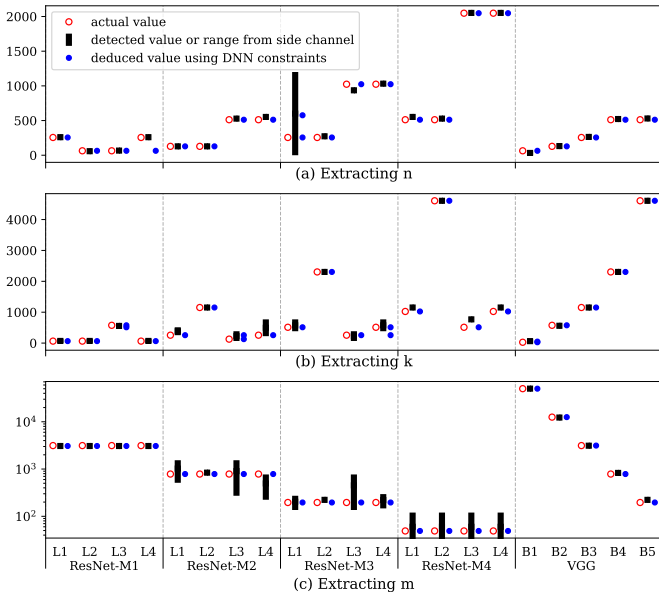 2000
1500
1000
500
0
actual value
detected value or range from side channel
deduced value using DNN constraints
(a) Extracting n
4000
3000
2000
1000
0
(b) Extracting k
10^4
10^3
10^2
L1 L2 L3 L4 L1 L2 L3 L4 L1 L2 L3 L4 L1 L2 L3 L4 B1 B2 B3 B4 B5
ResNet-M1 ResNet-M2 ResNet-M3 ResNet-M4 VGG
(c) Extracting m